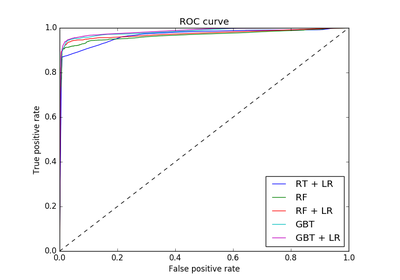 ROC curve
1.0
0.8
0.6
0.4
0.2
0.0
True positive rate
0.0 0.2 0.4 0.6 0.8 1.0
False positive rate
RT + LR
RF
RF + LR
GBT
GBT + LR